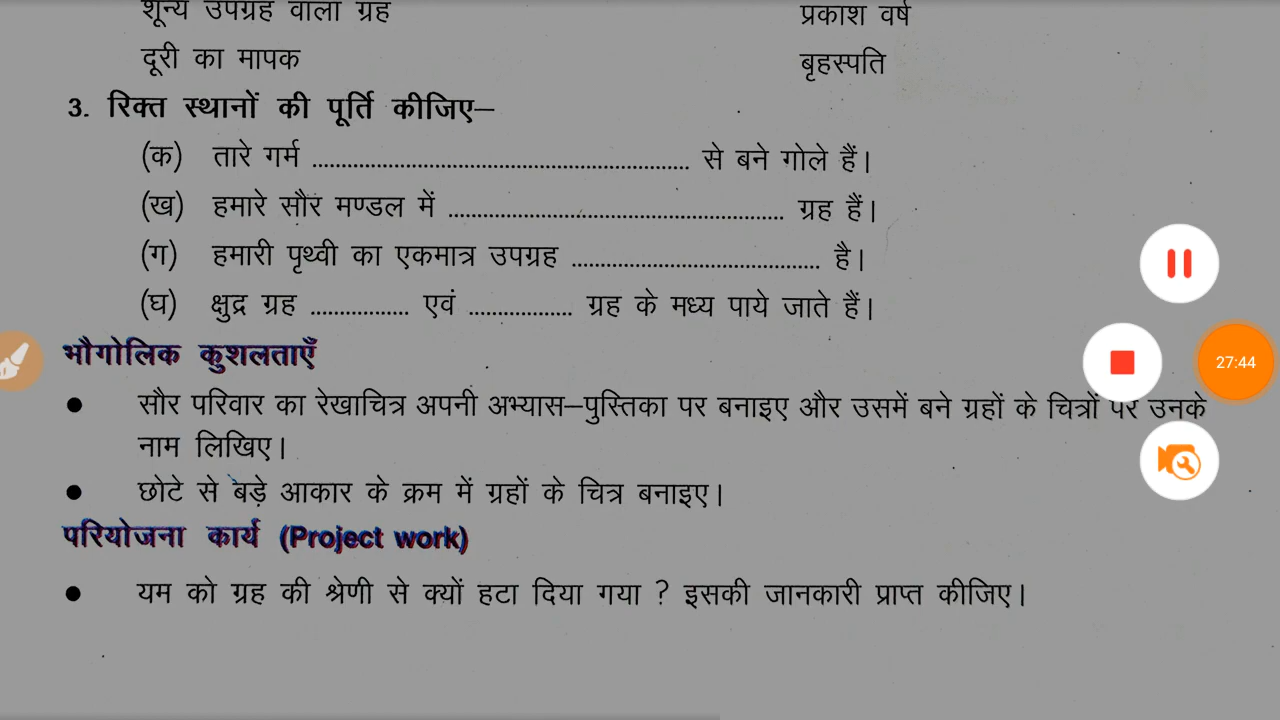 शून्य उपग्रह वाला ग्रह
प्रकाश वर्ष
दूरी का मापक
बृहस्पति
3. रिक्त स्थानों की पूर्ति कीजिए–
(क) तारे गर्म ................................................ से बने गोले हैं।
(ख) हमारे सौर मण्डल में ................................................ ग्रह हैं।
(ग) हमारी पृथ्वी का एकमात्र उपग्रह ................................... है।
(घ) क्षुद्र ग्रह .............. एवं .............. ग्रह के मध्य पाये जाते हैं।
भौगोलिक कुशलताएँ
● सौर परिवार का रेखाचित्र अपनी अभ्यास–पुस्तिका पर बनाइए और उसमें बने ग्रहों के चित्रों पर उनके
नाम लिखिए।
● छोटे से बड़े आकार के क्रम में ग्रहों के चित्र बनाइए।
परियोजना कार्य (Project work)
● यम को ग्रह की श्रेणी से क्यों हटा दिया गया ? इसकी जानकारी प्राप्त कीजिए।
27:44